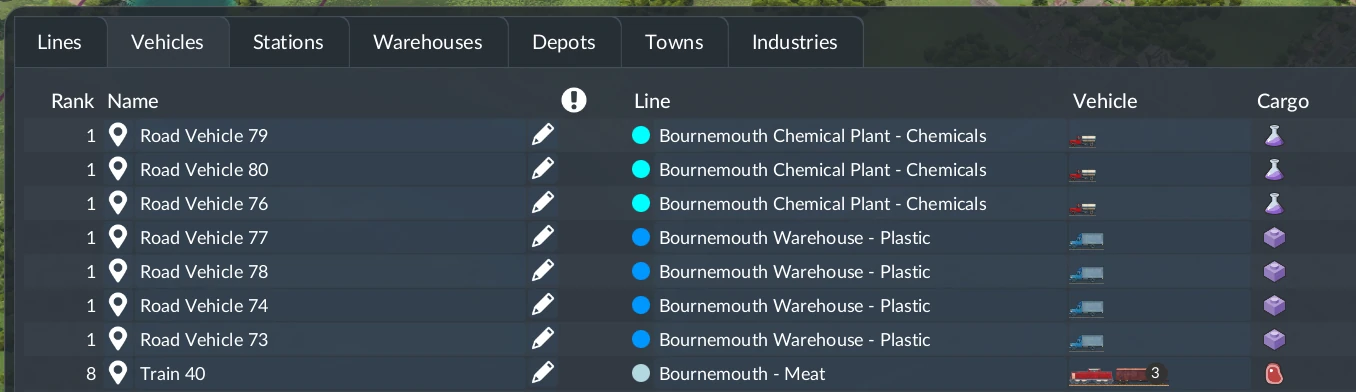 Lines Vehicles Stations Warehouses Depots Towns Industries
Rank Name Line Vehicle Cargo
1 Road Vehicle 79 Bournemouth Chemical Plant - Chemicals
1 Road Vehicle 80 Bournemouth Chemical Plant - Chemicals
1 Road Vehicle 76 Bournemouth Chemical Plant - Chemicals
1 Road Vehicle 77 Bournemouth Warehouse - Plastic
1 Road Vehicle 78 Bournemouth Warehouse - Plastic
1 Road Vehicle 74 Bournemouth Warehouse - Plastic
1 Road Vehicle 73 Bournemouth Warehouse - Plastic
8 Train 40 Bournemouth - Meat 3